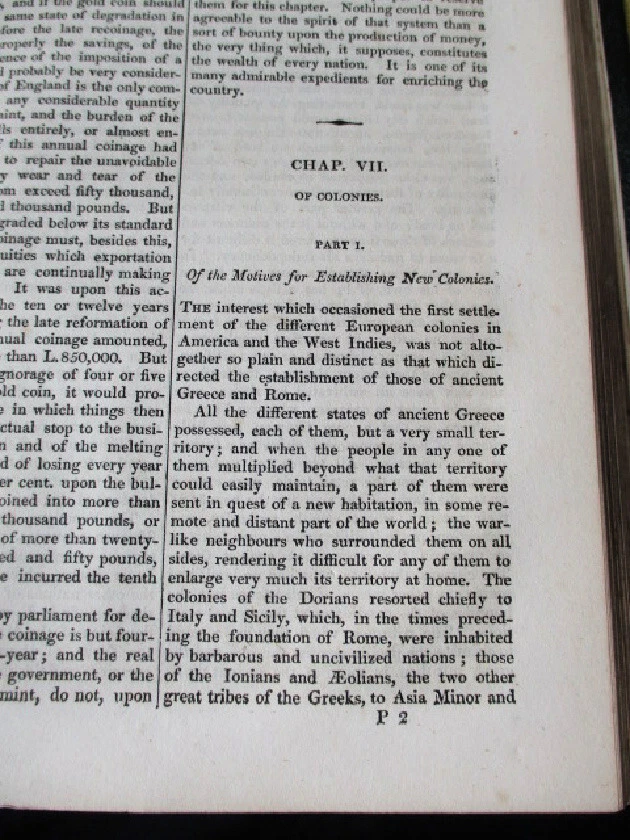 and if the gold coin should
same state of degradation in
fore the late recoinage, the
roperly the savings, of the
ence of the imposition of a
l probably be very consider-
of England is the only com-
any considerable quantity
int, and the burden of the
ls entirely, or almost en-
this annual coinage had
to repair the unavoidable
y wear and tear of the
om exceed fifty thousand,
d thousand pounds. But
graded below its standard
oinage must, besides this,
uities which exportation
are continually making
It was upon this ac-
he ten or twelve years
the late reformation of
nual coinage amounted,
than L.850,000. But
gnorage of four or five
old coin, it would pro-
e in which things then
ctual stop to the busi-
n and of the melting
d of losing every year
er cent. upon the bul-
oined into more than
thousand pounds, or
of more than twenty-
ed and fifty pounds,
e incurred the tenth
by parliament for de-
coinage is but four-
-year; and the real
government, or the
mint, do not, upon
them for this chapter. Nothing could be more
agreeable to the spirit of that system than a
sort of bounty upon the production of money,
the very thing which, it supposes, constitutes
the wealth of every nation. It is one of its
many admirable expedients for enriching the
country.
CHAP. VII.
OF COLONIES.
PART I.
Of the Motives for Establishing New Colonies.
THE interest which occasioned the first settle-
ment of the different European colonies in
America and the West Indies, was not alto-
gether so plain and distinct as that which di-
rected the establishment of those of ancient
Greece and Rome.
All the different states of ancient Greece
possessed, each of them, but a very small ter-
ritory; and when the people in any one of
them multiplied beyond what that territory
could easily maintain, a part of them were
sent in quest of a new habitation, in some re-
mote and distant part of the world; the war-
like neighbours who surrounded them on all
sides, rendering it difficult for any of them to
enlarge very much its territory at home. The
colonies of the Dorians resorted chiefly to
Italy and Sicily, which, in the times preced-
ing the foundation of Rome, were inhabited
by barbarous and uncivilized nations; those
of the Ionians and Æolians, the two other
great tribes of the Greeks, to Asia Minor and
P 2